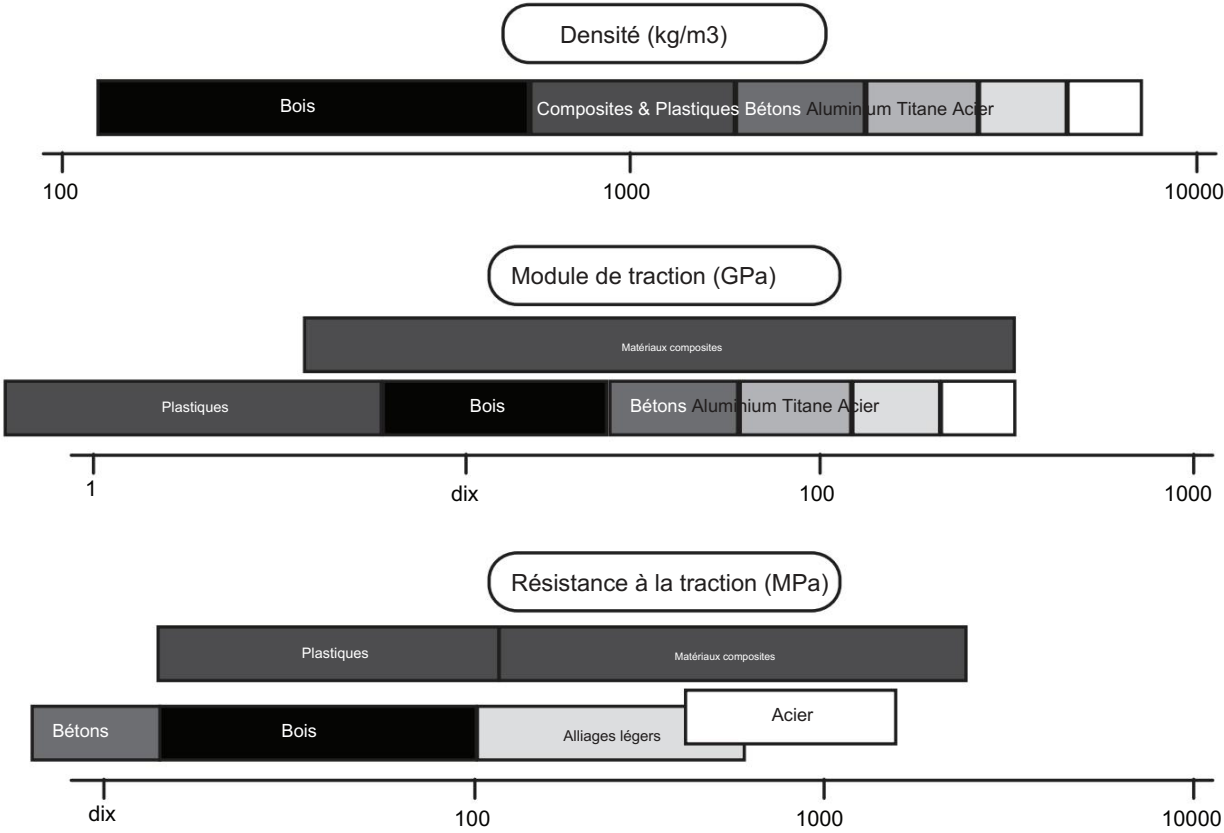 Densité (kg/m3)
Bois
Composites & Plastiques Bétons Aluminium Titane Acier
100
1000
10000
Module de traction (GPa)
Matériaux composites
Plastiques
Bois
Bétons Aluminium Titane Acier
1
dix
100
1000
Résistance à la traction (MPa)
Plastiques
Matériaux composites
Acier
Bétons
Bois
Alliages légers
dix
100
1000
10000